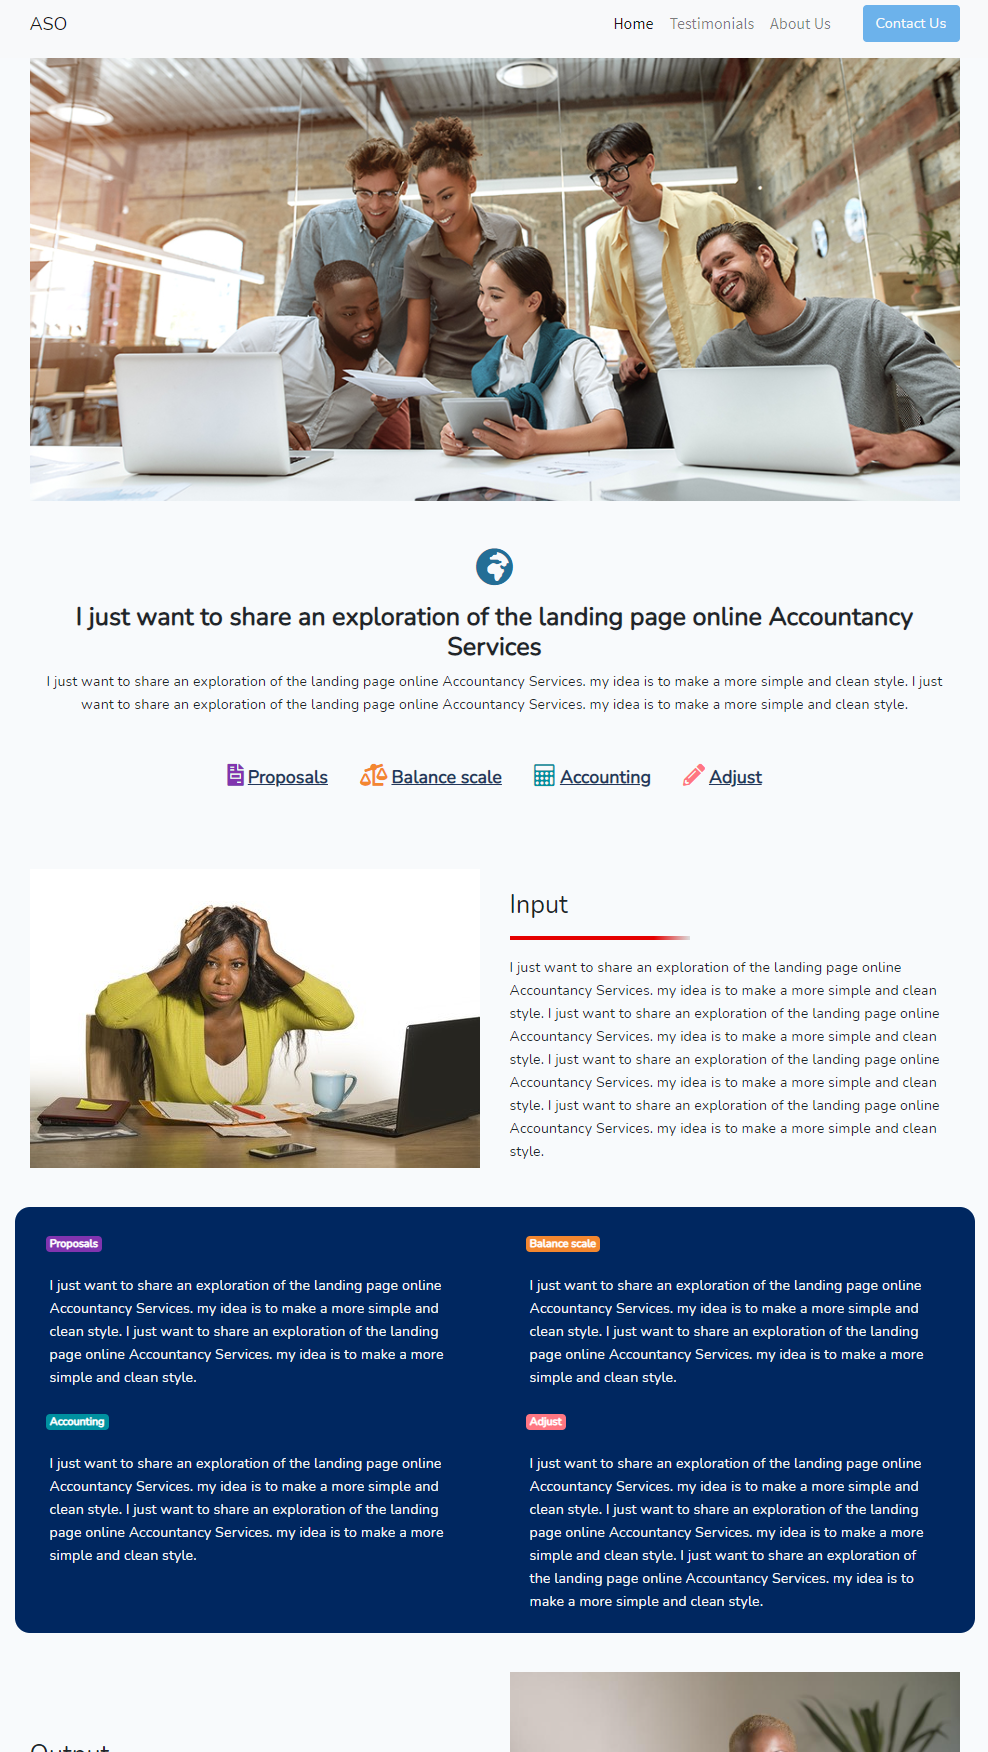 ASO
Home Testimonials About Us Contact Us
I just want to share an exploration of the landing page online Accountancy
Services
I just want to share an exploration of the landing page online Accountancy Services. my idea is to make a more simple and clean style. I just
want to share an exploration of the landing page online Accountancy Services. my idea is to make a more simple and clean style.
Proposals Balance scale Accounting Adjust
Input
I just want to share an exploration of the landing page online
Accountancy Services. my idea is to make a more simple and clean
style. I just want to share an exploration of the landing page online
Accountancy Services. my idea is to make a more simple and clean
style. I just want to share an exploration of the landing page online
Accountancy Services. my idea is to make a more simple and clean
style. I just want to share an exploration of the landing page online
Accountancy Services. my idea is to make a more simple and clean
style.
Proposals
I just want to share an exploration of the landing page online
Accountancy Services. my idea is to make a more simple and
clean style. I just want to share an exploration of the landing
page online Accountancy Services. my idea is to make a more
simple and clean style.
Balance scale
I just want to share an exploration of the landing page online
Accountancy Services. my idea is to make a more simple and
clean style. I just want to share an exploration of the landing
page online Accountancy Services. my idea is to make a more
simple and clean style.
Accounting
I just want to share an exploration of the landing page online
Accountancy Services. my idea is to make a more simple and
clean style. I just want to share an exploration of the landing
page online Accountancy Services. my idea is to make a more
simple and clean style.
Adjust
I just want to share an exploration of the landing page online
Accountancy Services. my idea is to make a more simple and
clean style. I just want to share an exploration of the landing
page online Accountancy Services. my idea is to make a more
simple and clean style. I just want to share an exploration of
the landing page online Accountancy Services. my idea is to
make a more simple and clean style.
Output